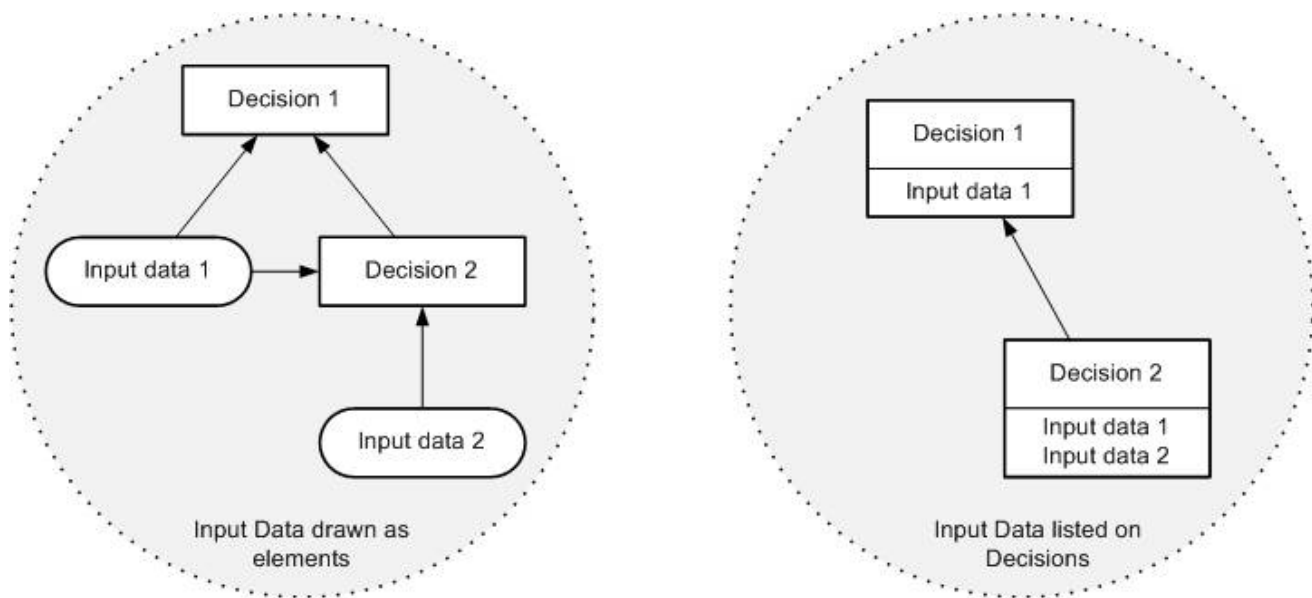 Decision 1
Input data 1
Decision 2
Input data 2
Input Data drawn as
elements
Decision 1
Input data 1
Decision 2
Input data 1
Input data 2
Input Data listed on
Decisions